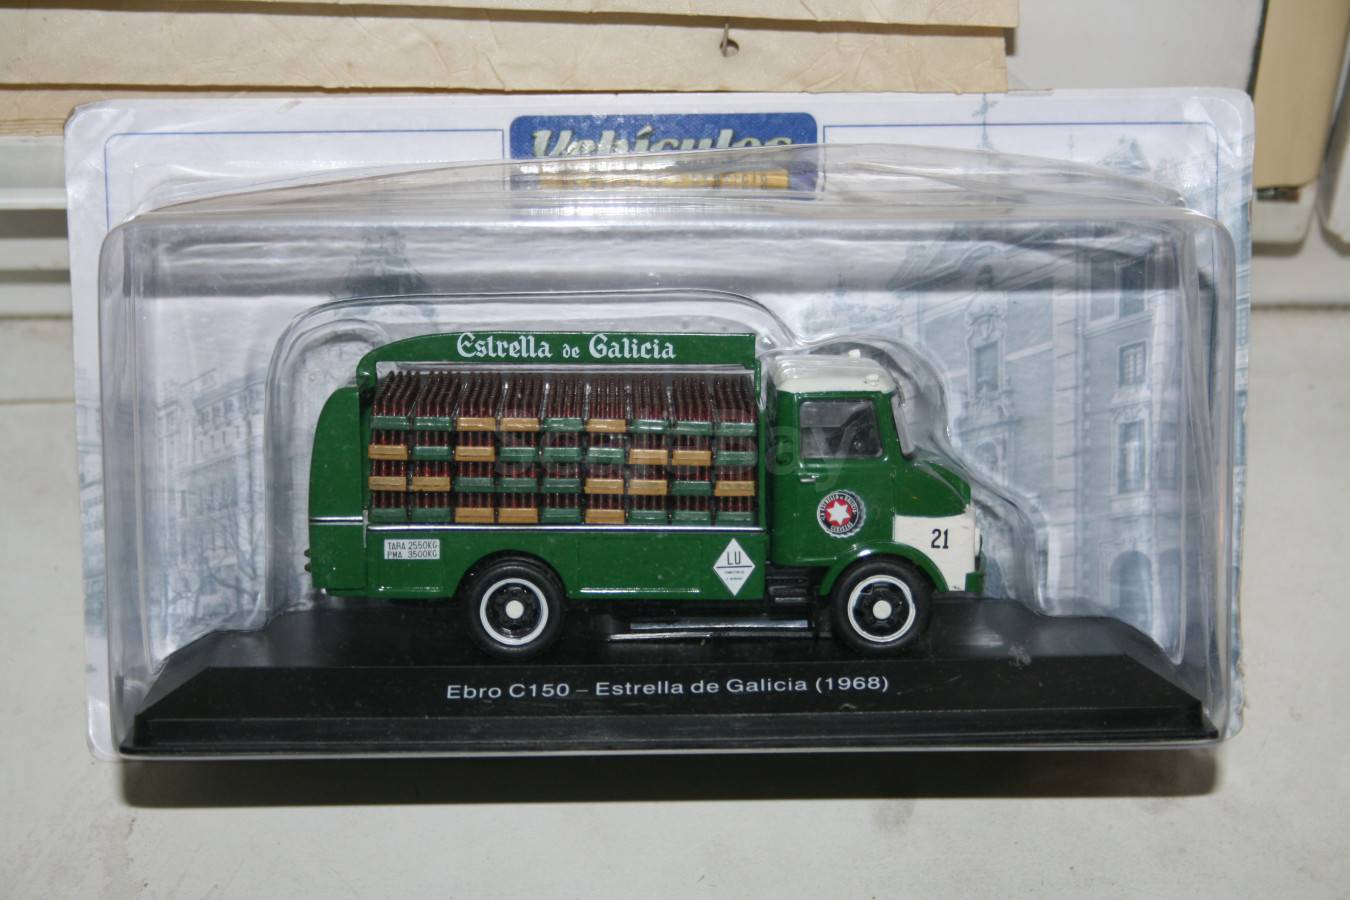 Vehículos
Estrella de Galicia
TARA 2550KG
PMA 3500KG
LU
21
Ebro C150 – Estrella de Galicia (1968)